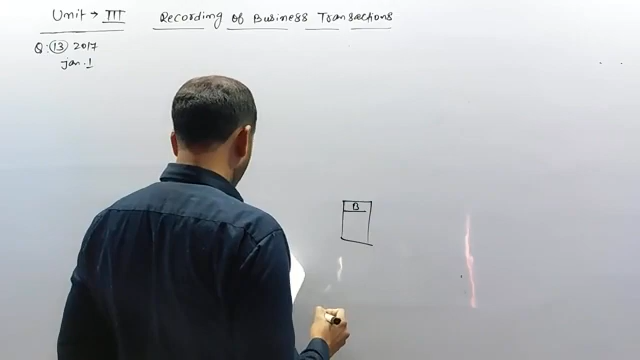 Unit → III Recording of Business Transactions
Q: 13 2017
Jan. 1
B